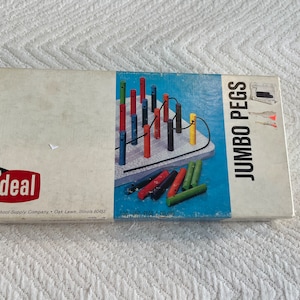 deal
JUMBO PEGS
Supply Company • Oak Lawn, Illinois